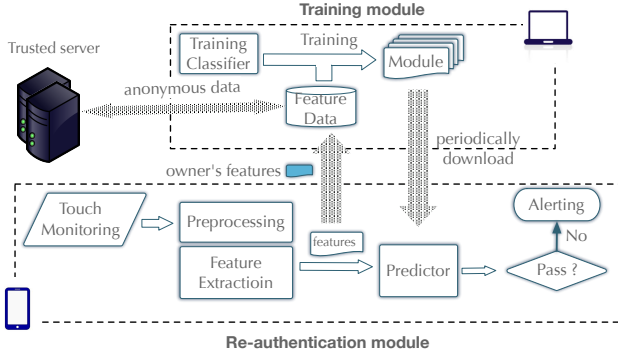 Training module
Trusted server
Training
Classifier
Training
Module
anonymous data
Feature
Data
periodically
download
owner's features
Touch
Monitoring
Preprocessing
Feature
Extractioin
features
Predictor
Pass ?
No
Alerting
Re-authentication module